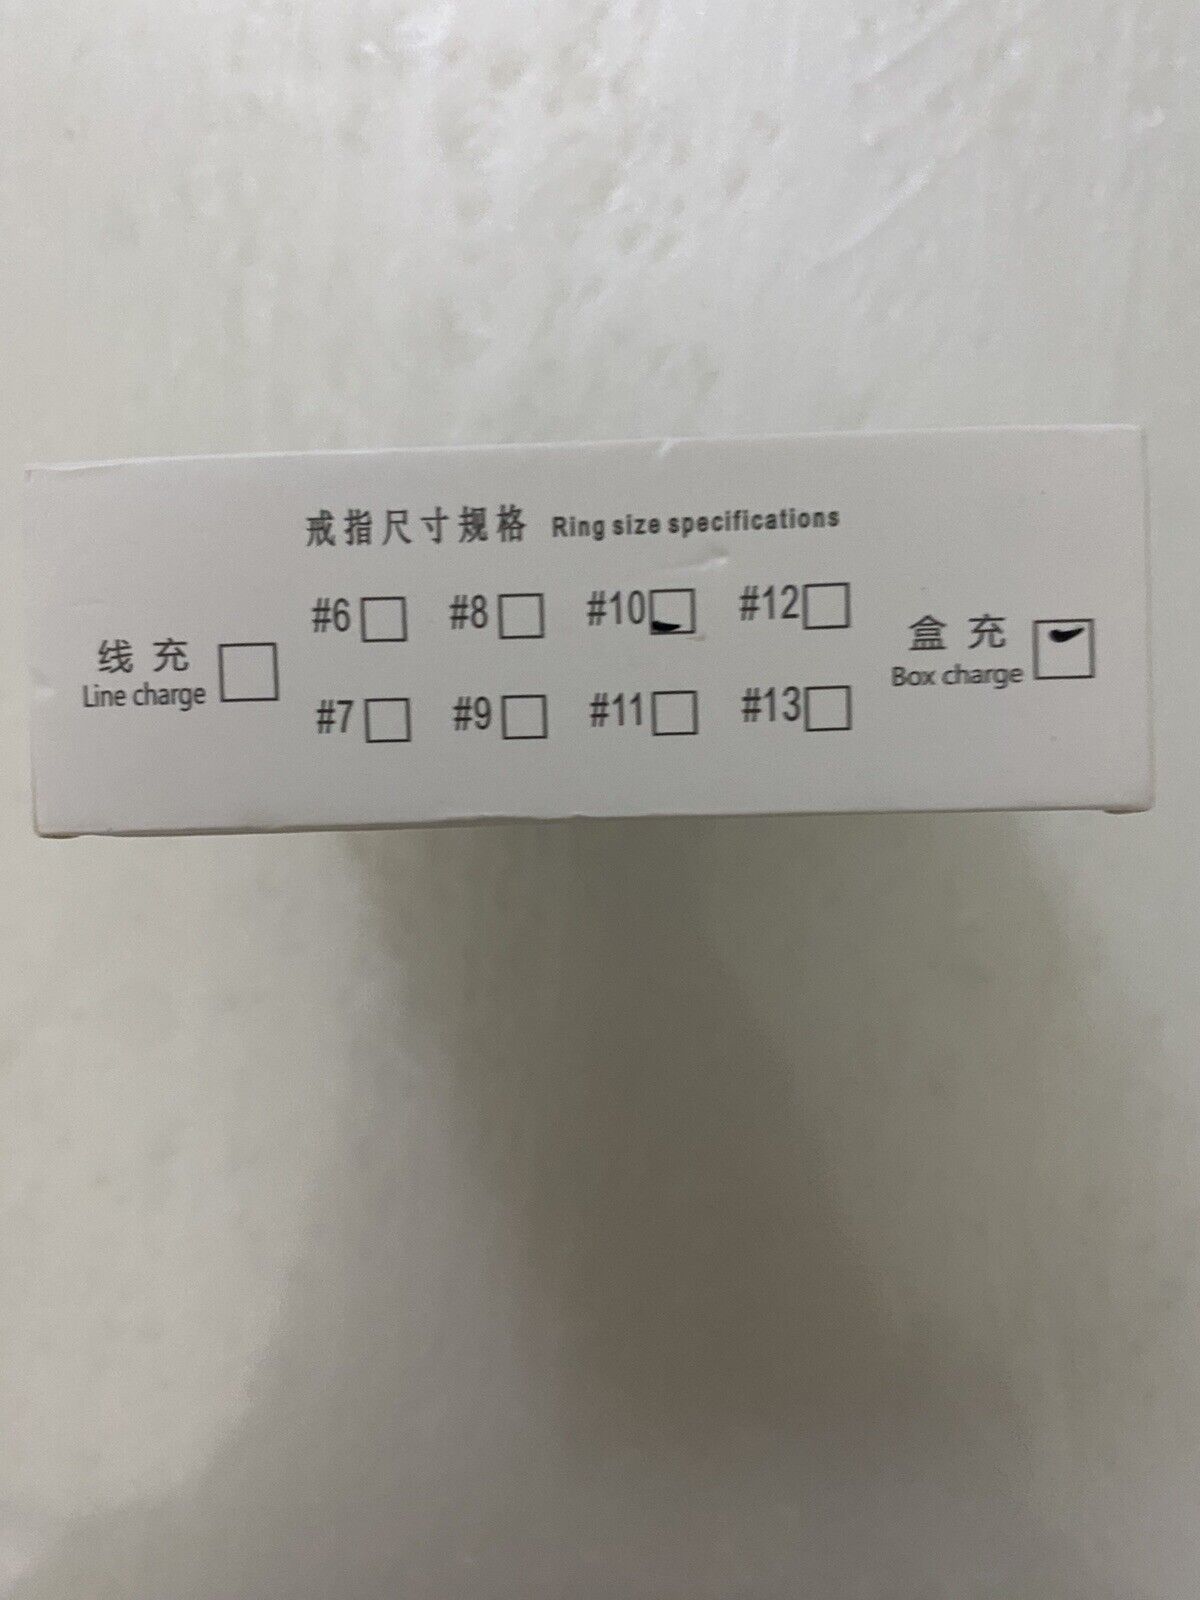 戒指尺寸规格 Ring size specifications
#6 #8 #10 #12
线充
Line charge
盒充
Box charge
#7 #9 #11 #13